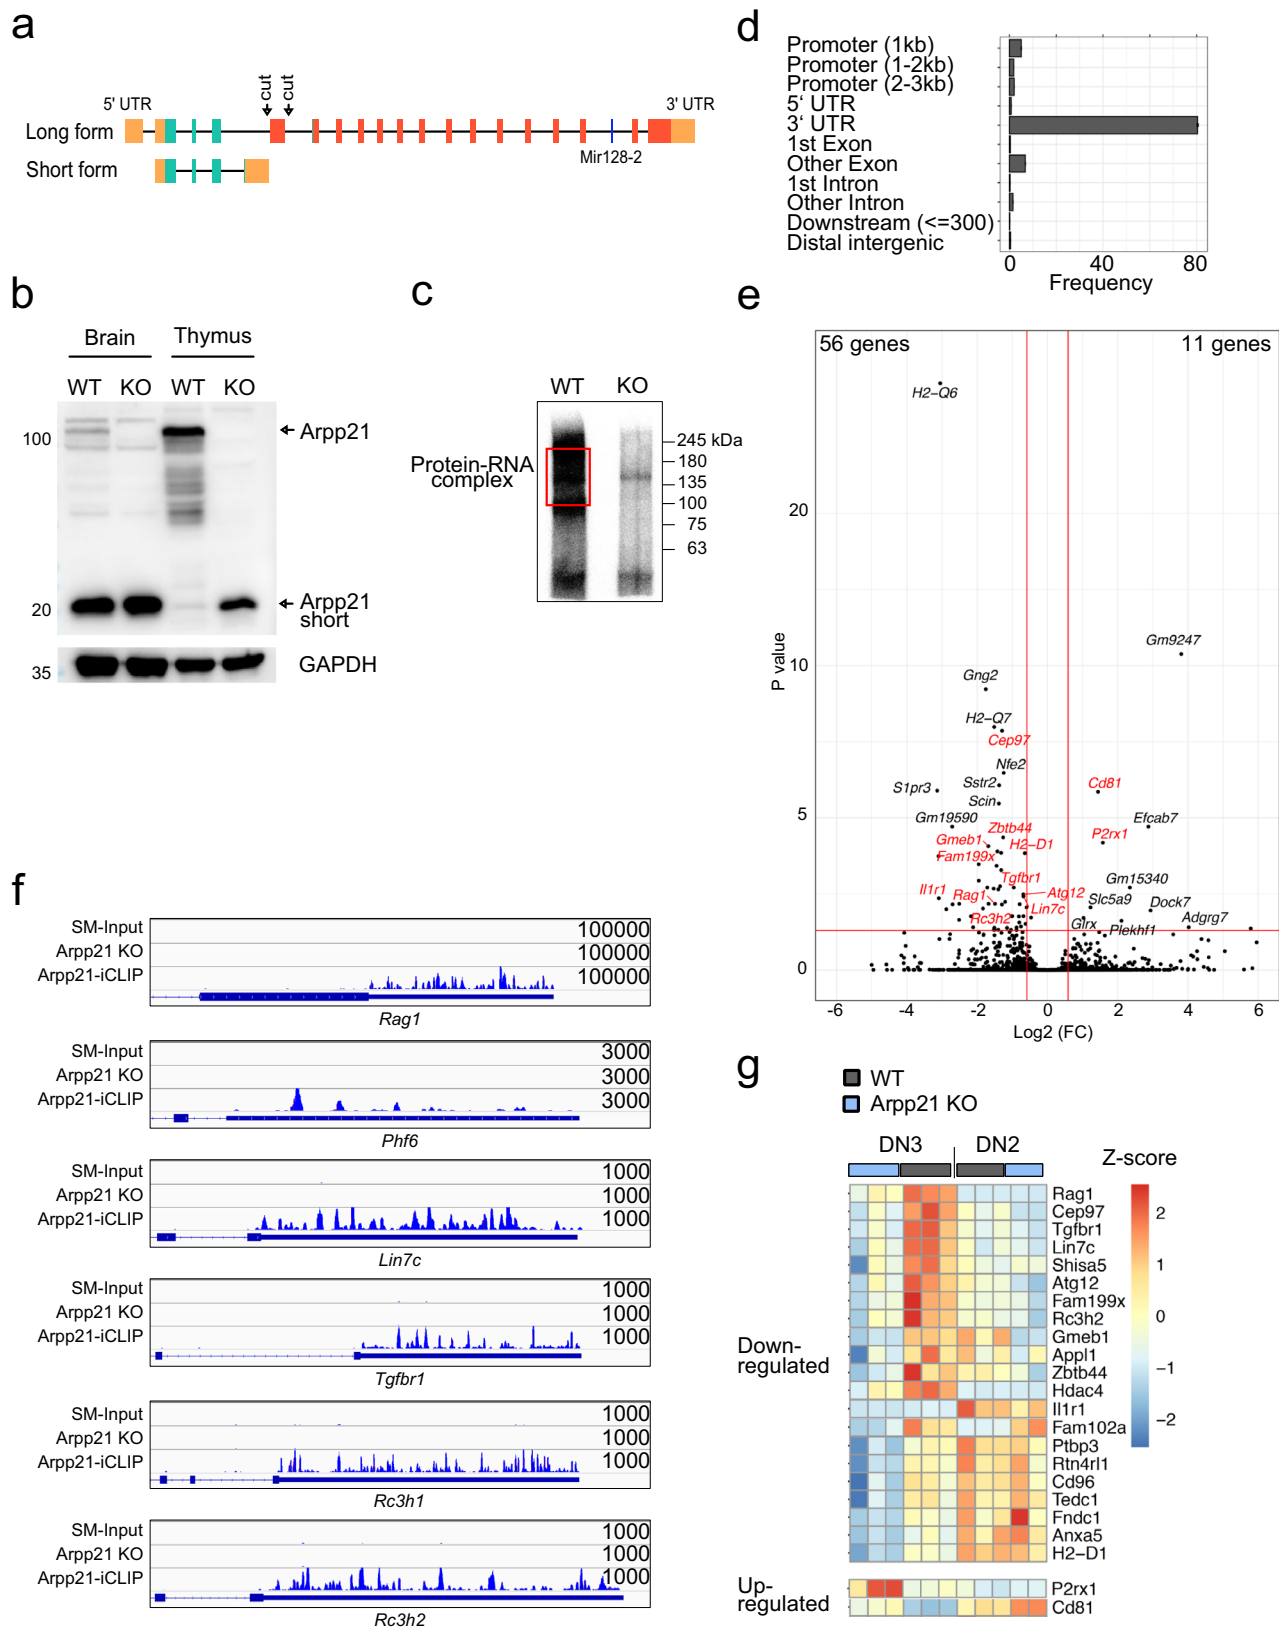 a
cut cut
5' UTR
3' UTR
Long form
Mir128-2
Short form
b
Brain Thymus
WT KO WT KO
100
Arpp21
20
Arpp21
short
35
GAPDH
c
WT KO
Protein-RNA
complex
245 kDa
180
135
100
75
63
d
Promoter (1kb)
Promoter (1-2kb)
Promoter (2-3kb)
5‘ UTR
3‘ UTR
1st Exon
Other Exon
1st Intron
Other Intron
Downstream (<=300)
Distal intergenic
0 40 80
Frequency
e
56 genes
11 genes
H2−Q6
20
Gm9247
10
P value
Gng2
H2−Q7
Cep97
Nfe2
S1pr3
Sstr2
Cd81
Scin
Gm19590
5
Efcab7
Zbtb44
P2rx1
Gmeb1
H2−D1
Fam199x
Tgfbr1
Gm15340
Il1r1
Rag1
Atg12
Slc5a9
Dock7
Lin7c
Rc3h2
Glrx
Plekhf1
Adgrg7
0
-6 -4 -2 0 2 4 6
Log2 (FC)
f
SM-Input 100000
Arpp21 KO 100000
Arpp21-iCLIP 100000
Rag1
SM-Input 3000
Arpp21 KO 3000
Arpp21-iCLIP 3000
Phf6
SM-Input 1000
Arpp21 KO 1000
Arpp21-iCLIP 1000
Lin7c
SM-Input 1000
Arpp21 KO 1000
Arpp21-iCLIP 1000
Tgfbr1
SM-Input 1000
Arpp21 KO 1000
Arpp21-iCLIP 1000
Rc3h1
SM-Input 1000
Arpp21 KO 1000
Arpp21-iCLIP 1000
Rc3h2
g
WT
Arpp21 KO
DN3 DN2
Z-score
2
1
0
−1
−2
Down-
regulated
Rag1
Cep97
Tgfbr1
Lin7c
Shisa5
Atg12
Fam199x
Rc3h2
Gmeb1
Appl1
Zbtb44
Hdac4
Il1r1
Fam102a
Ptbp3
Rtn4rl1
Cd96
Tedc1
Fndc1
Anxa5
H2−D1
Up-
regulated
P2rx1
Cd81